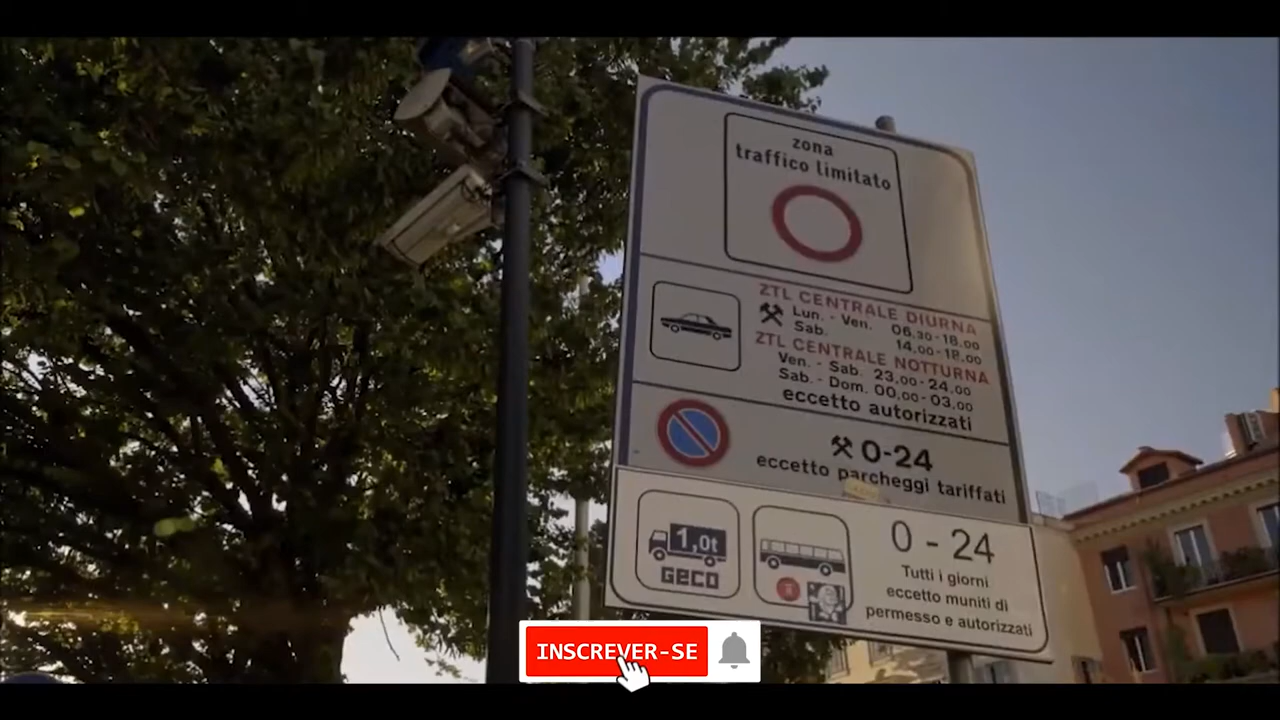 zona
traffico limitato
ZTL CENTRALE DIURNA
Lun. - Ven. 06.30-18.00
Sab. 14.00-18.00
ZTL CENTRALE NOTTURNA
Ven. - Sab. 23.00-24.00
Sab. - Dom. 00.00-03.00
eccetto autorizzati
0-24
eccetto parcheggi tariffati
1,0t
GECO
0 - 24
Tutti i giorni
eccetto muniti di
permesso e autorizzati
INSCREVER-SE